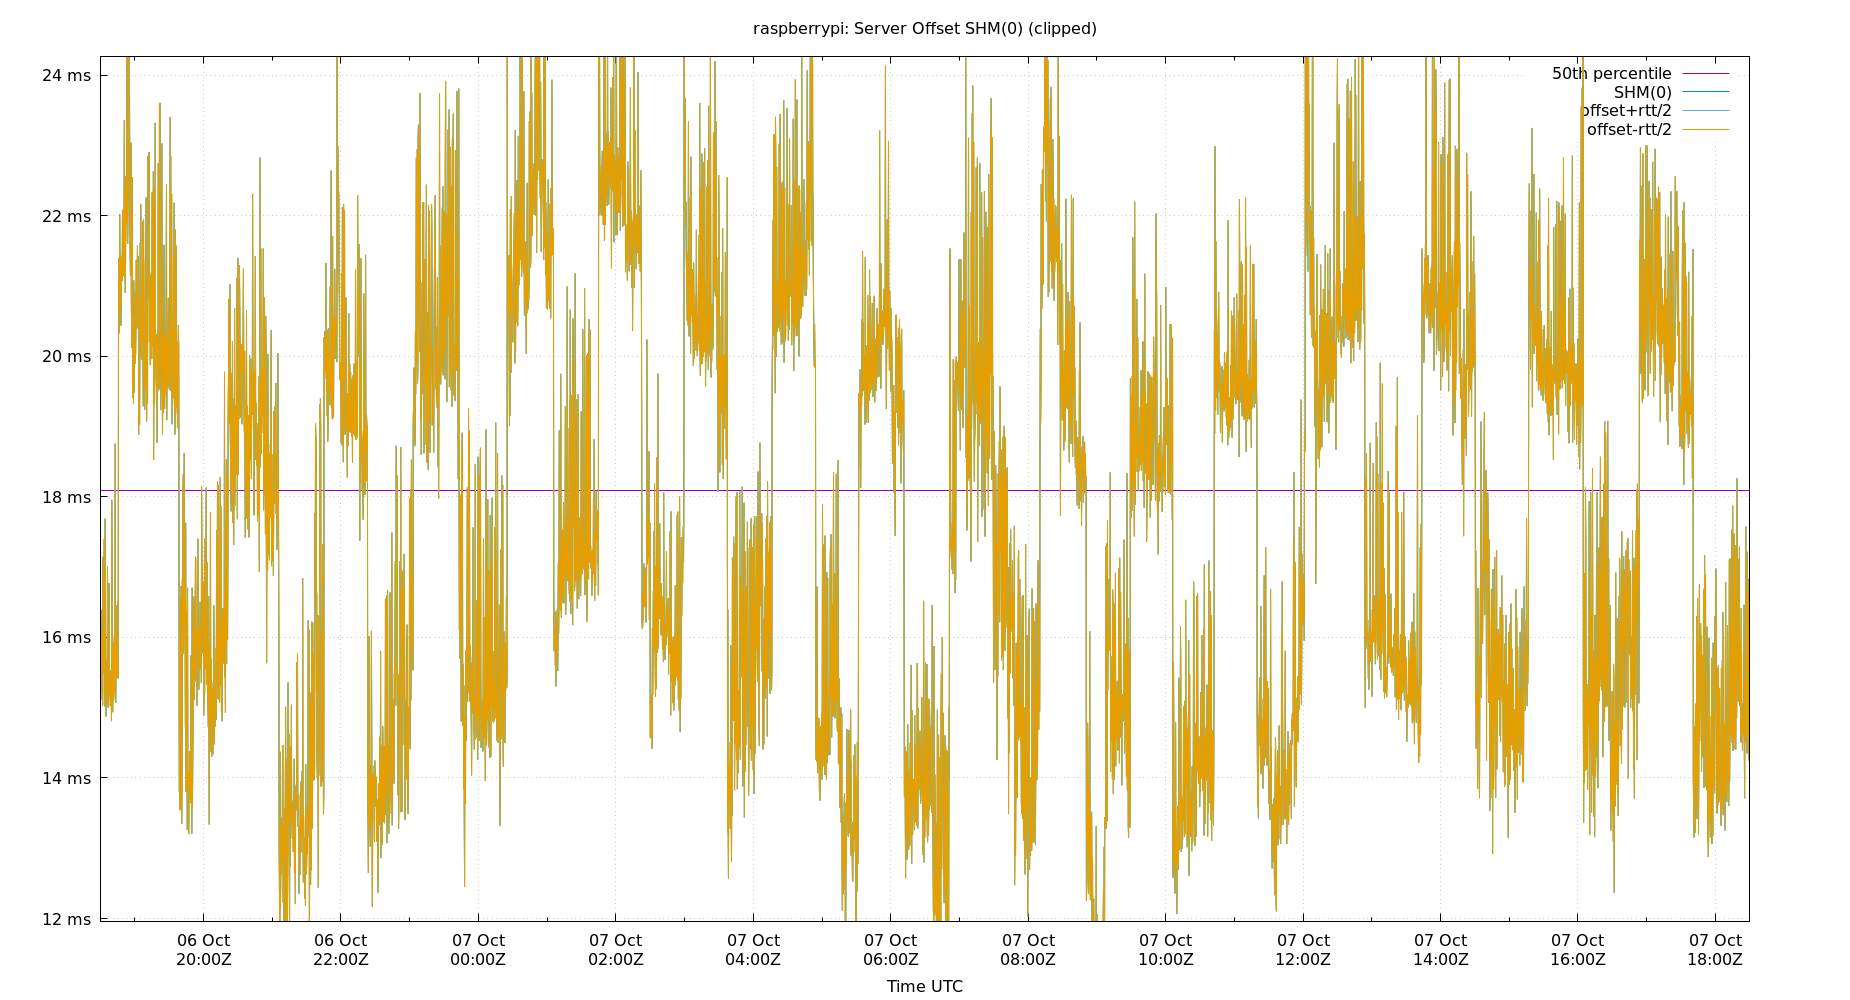 raspberrypi: Server Offset SHM(0) (clipped)
24 ms
22 ms
20 ms
18 ms
16 ms
14 ms
12 ms
50th percentile
SHM(0)
offset+rtt/2
offset-rtt/2
06 Oct
20:00Z
06 Oct
22:00Z
07 Oct
00:00Z
07 Oct
02:00Z
07 Oct
04:00Z
07 Oct
06:00Z
07 Oct
08:00Z
07 Oct
10:00Z
07 Oct
12:00Z
07 Oct
14:00Z
07 Oct
16:00Z
07 Oct
18:00Z
Time UTC